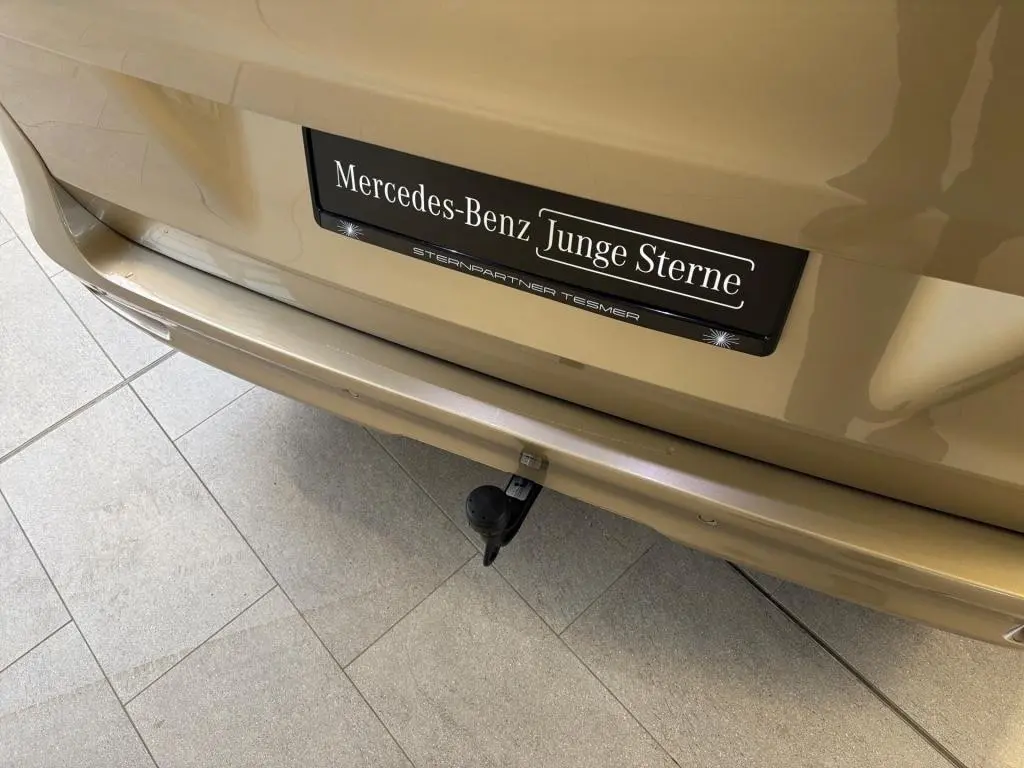 Mercedes-Benz Junge Sterne
STERNPARTNER TESMER